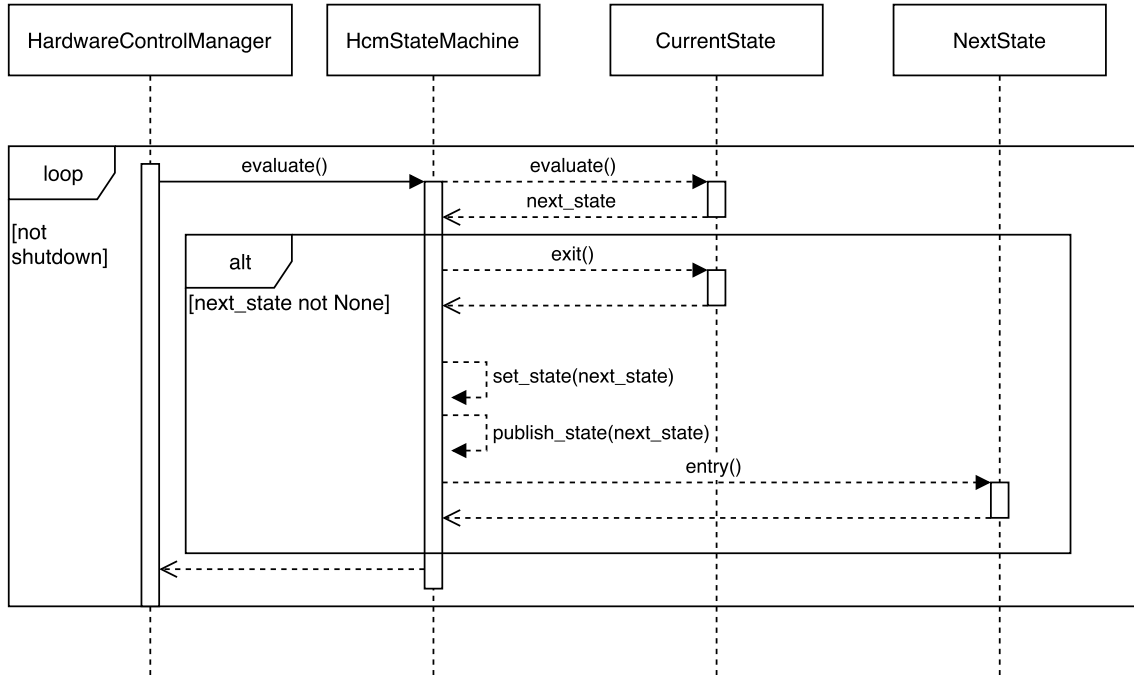 HardwareControlManager
HcmStateMachine
CurrentState
NextState
loop
evaluate()
evaluate()
next_state
[not
shutdown]
alt
exit()
[next_state not None]
set_state(next_state)
publish_state(next_state)
entry()